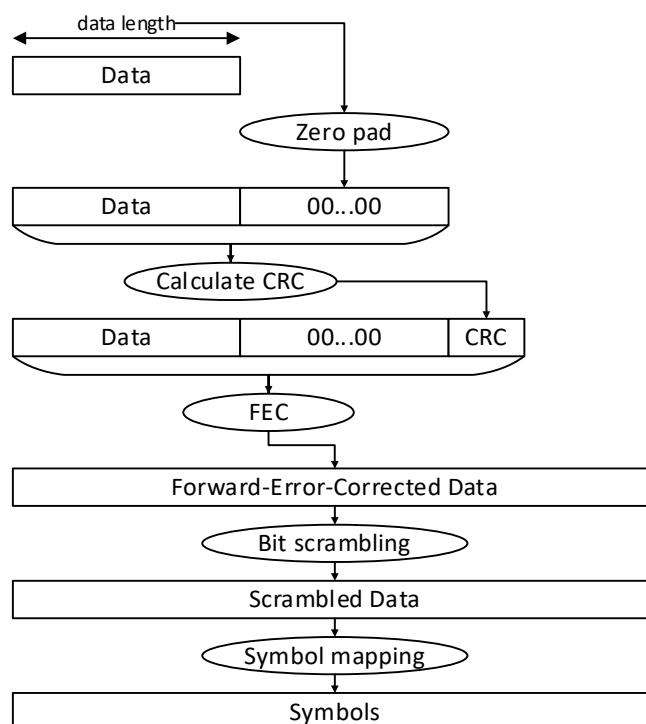 data length
Data
Zero pad
Data 00...00
Calculate CRC
Data 00...00 CRC
FEC
Forward-Error-Corrected Data
Bit scrambling
Scrambled Data
Symbol mapping
Symbols